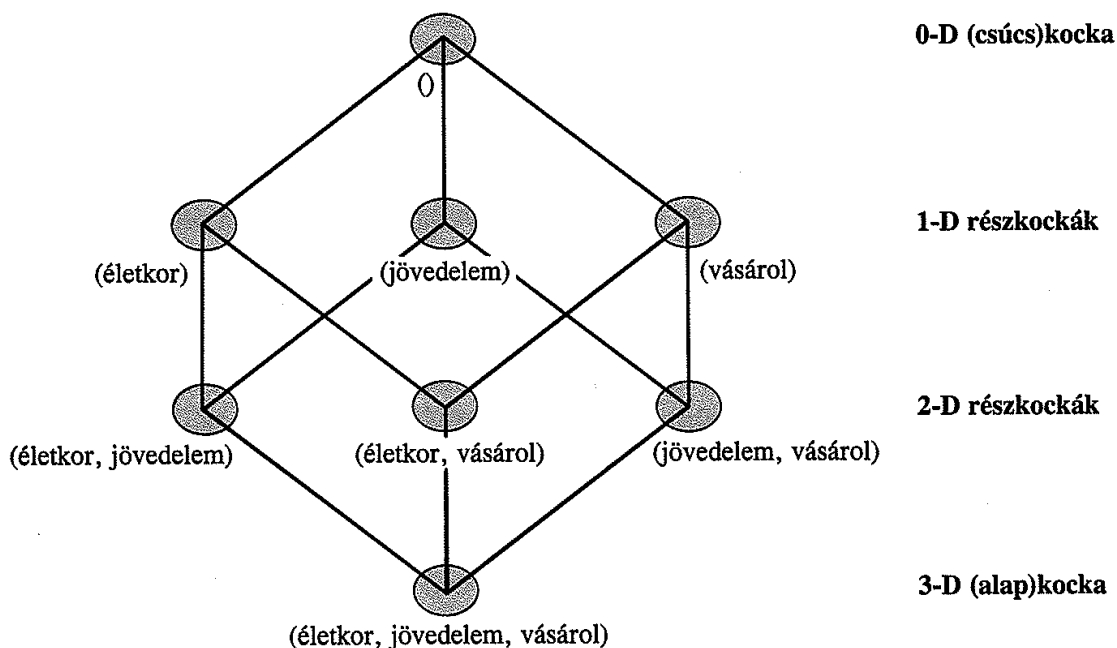 0-D (csúcs)kocka
()
1-D részkockák
(életkor)
(jövedelem)
(vásárol)
2-D részkockák
(életkor, jövedelem)
(életkor, vásárol)
(jövedelem, vásárol)
3-D (alap)kocka
(életkor, jövedelem, vásárol)